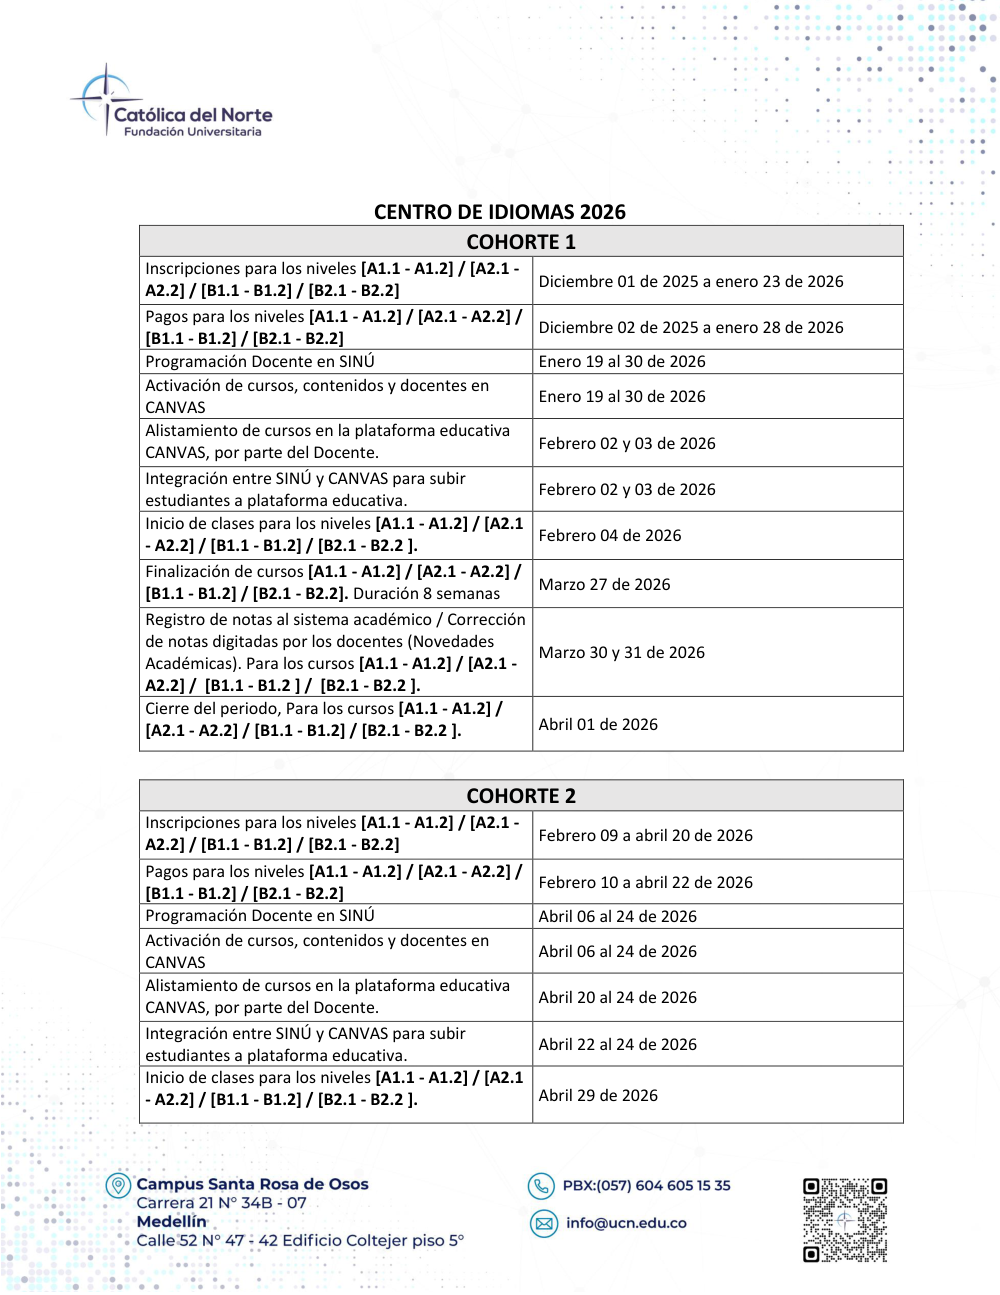 Católica del Norte
Fundación Universitaria
CENTRO DE IDIOMAS 2026
COHORTE 1
Inscripciones para los niveles [A1.1 - A1.2] / [A2.1 -
A2.2] / [B1.1 - B1.2] / [B2.1 - B2.2]
Diciembre 01 de 2025 a enero 23 de 2026
Pagos para los niveles [A1.1 - A1.2] / [A2.1 - A2.2] /
[B1.1 - B1.2] / [B2.1 - B2.2]
Diciembre 02 de 2025 a enero 28 de 2026
Programación Docente en SINÚ
Enero 19 al 30 de 2026
Activación de cursos, contenidos y docentes en
CANVAS
Enero 19 al 30 de 2026
Alistamiento de cursos en la plataforma educativa
CANVAS, por parte del Docente.
Febrero 02 y 03 de 2026
Integración entre SINÚ y CANVAS para subir
estudiantes a plataforma educativa.
Febrero 02 y 03 de 2026
Inicio de clases para los niveles [A1.1 - A1.2] / [A2.1
- A2.2] / [B1.1 - B1.2] / [B2.1 - B2.2 ].
Febrero 04 de 2026
Finalización de cursos [A1.1 - A1.2] / [A2.1 - A2.2] /
[B1.1 - B1.2] / [B2.1 - B2.2]. Duración 8 semanas
Marzo 27 de 2026
Registro de notas al sistema académico / Corrección
de notas digitadas por los docentes (Novedades
Académicas). Para los cursos [A1.1 - A1.2] / [A2.1 -
A2.2] /  [B1.1 - B1.2 ] /  [B2.1 - B2.2 ].
Marzo 30 y 31 de 2026
Cierre del periodo, Para los cursos [A1.1 - A1.2] /
[A2.1 - A2.2] / [B1.1 - B1.2] / [B2.1 - B2.2 ].
Abril 01 de 2026
COHORTE 2
Inscripciones para los niveles [A1.1 - A1.2] / [A2.1 -
A2.2] / [B1.1 - B1.2] / [B2.1 - B2.2]
Febrero 09 a abril 20 de 2026
Pagos para los niveles [A1.1 - A1.2] / [A2.1 - A2.2] /
[B1.1 - B1.2] / [B2.1 - B2.2]
Febrero 10 a abril 22 de 2026
Programación Docente en SINÚ
Abril 06 al 24 de 2026
Activación de cursos, contenidos y docentes en
CANVAS
Abril 06 al 24 de 2026
Alistamiento de cursos en la plataforma educativa
CANVAS, por parte del Docente.
Abril 20 al 24 de 2026
Integración entre SINÚ y CANVAS para subir
estudiantes a plataforma educativa.
Abril 22 al 24 de 2026
Inicio de clases para los niveles [A1.1 - A1.2] / [A2.1
- A2.2] / [B1.1 - B1.2] / [B2.1 - B2.2 ].
Abril 29 de 2026
Campus Santa Rosa de Osos
Carrera 21 N° 34B - 07
Medellín
Calle 52 N° 47 - 42 Edificio Coltejer piso 5°
PBX:(057) 604 605 15 35
info@ucn.edu.co